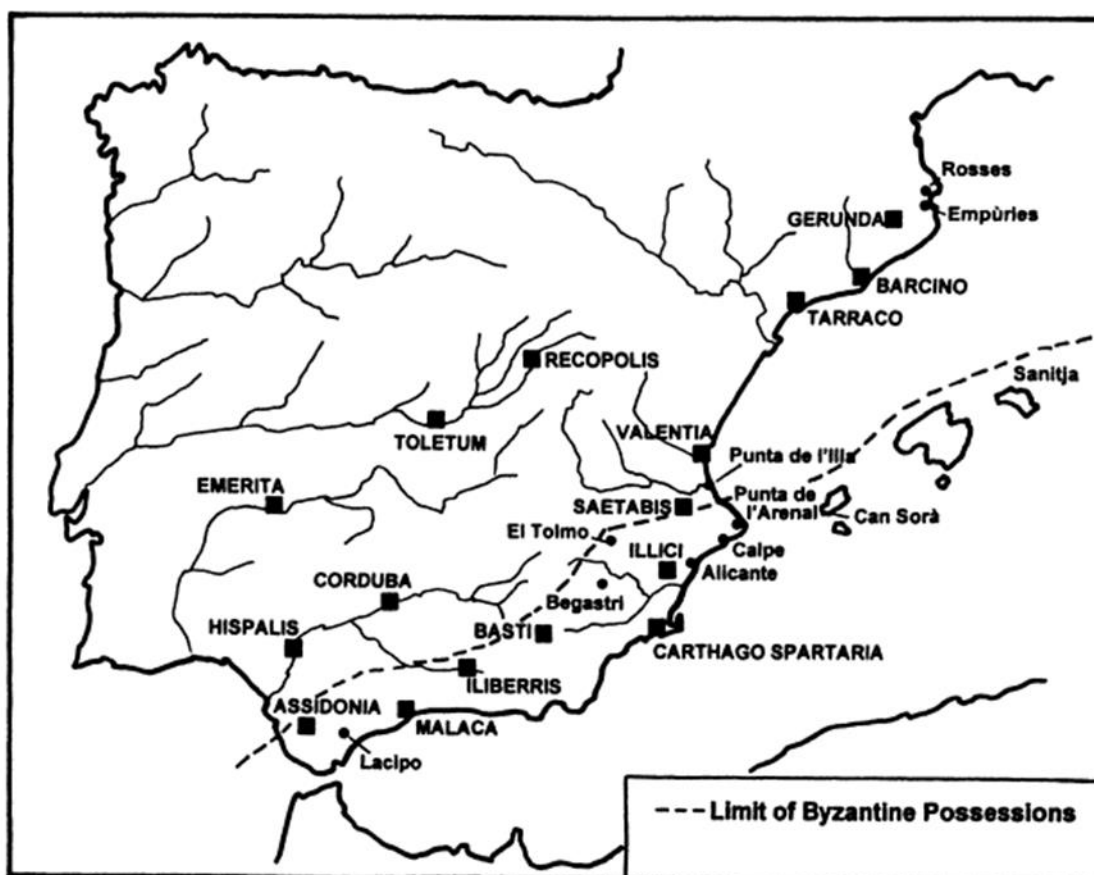 Rosses
GERUNDA
Empùries
BARCINO
TARRACO
RECOPOLIS
Sanitja
TOLETUM
VALENTIA
Punta de l'Illa
EMERITA
SAETABIS
Punta de
l'Arenal
Can Sorà
El Tolmo
Calpe
ILLICI
Alicante
CORDUBA
Begastri
HISPALIS
BASTI
CARTHAGO SPARTARIA
ILIBERRIS
ASSIDONIA
MALACA
Lacipo
Limit of Byzantine Possessions